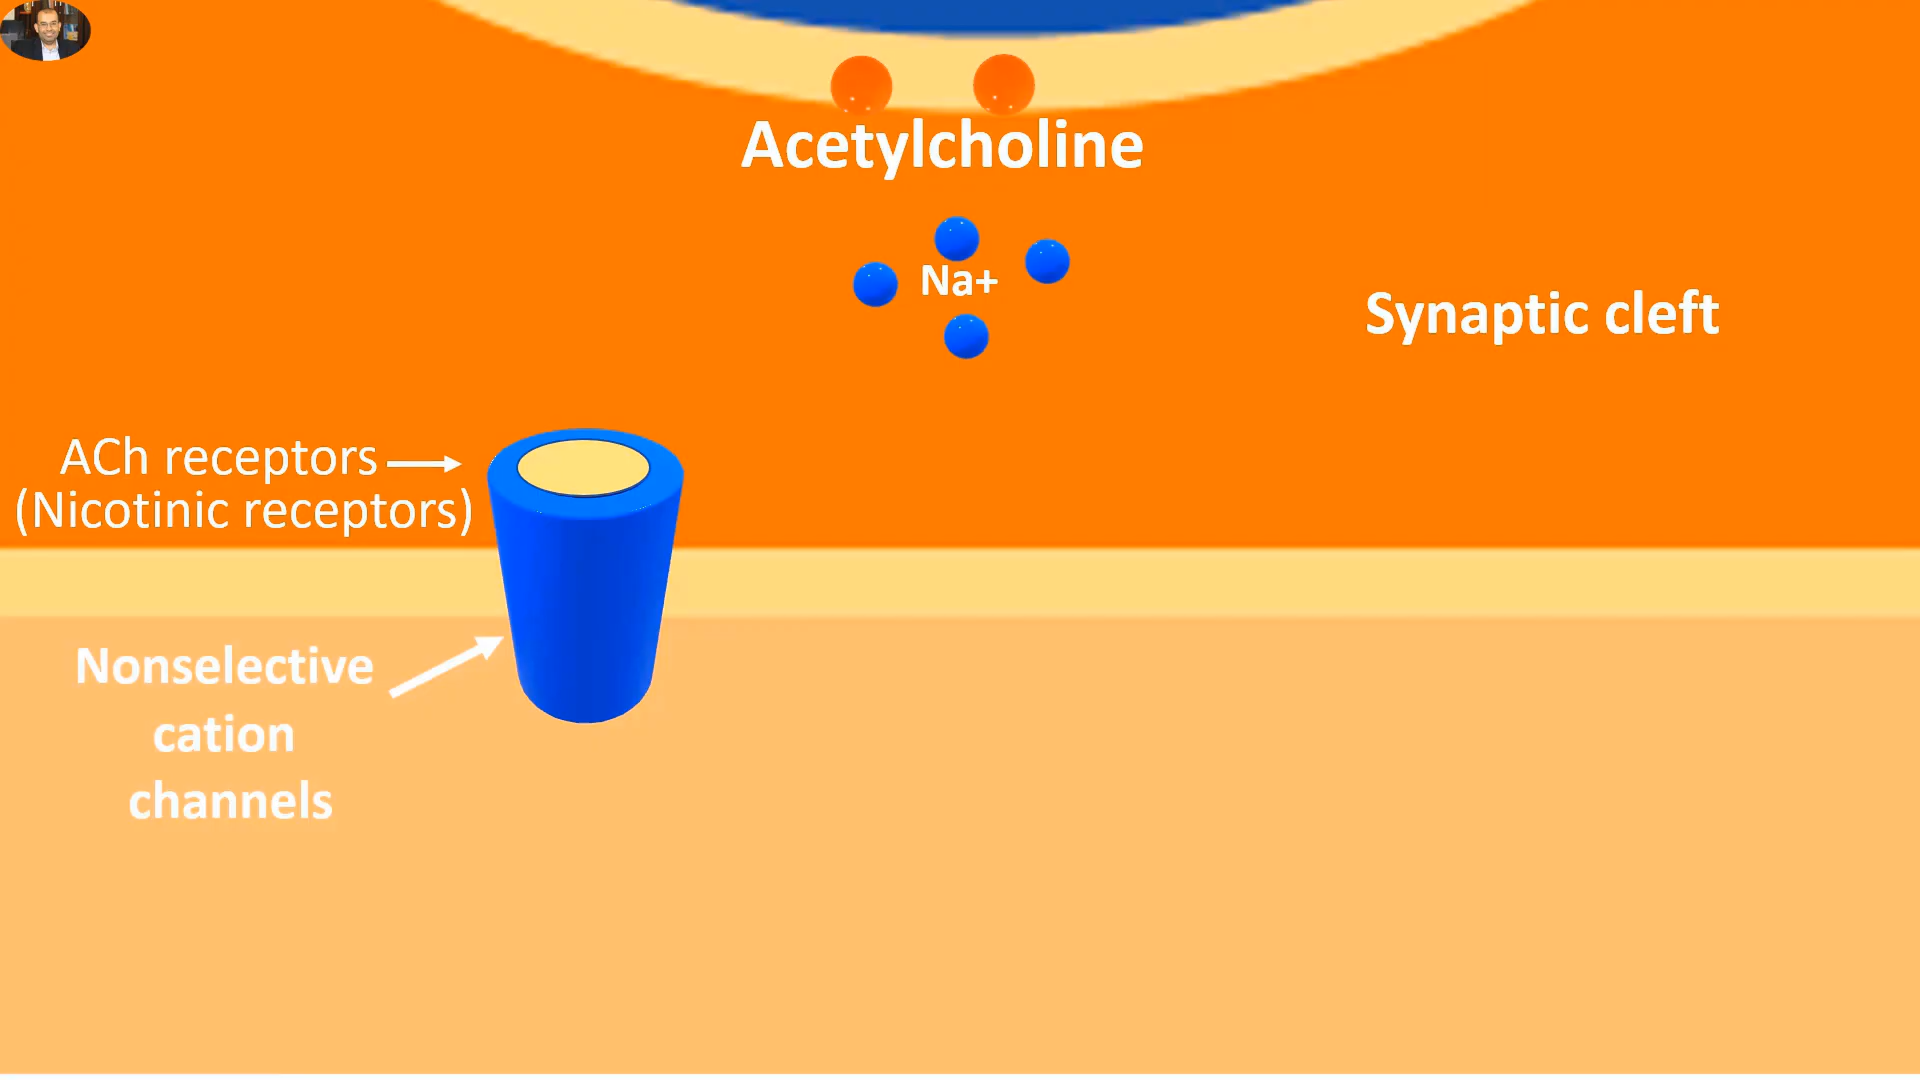 Acetylcholine
Na+
Synaptic cleft
ACh receptors
(Nicotinic receptors)
Nonselective
cation
channels